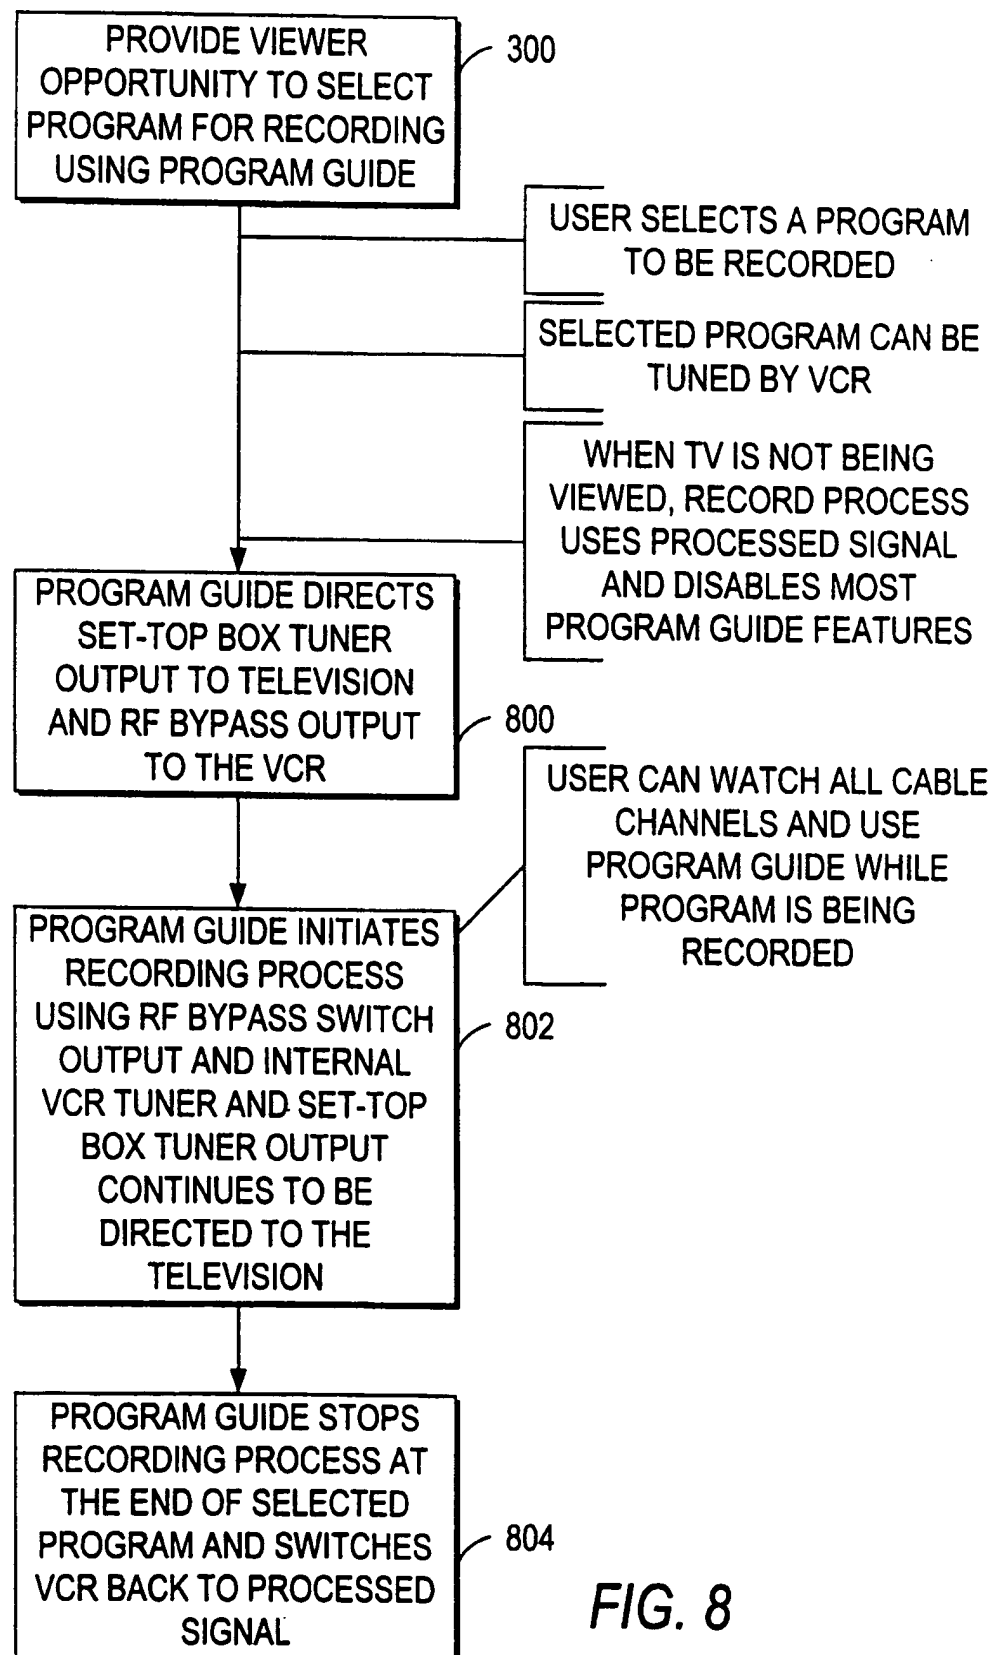 PROVIDE VIEWER
OPPORTUNITY TO SELECT
PROGRAM FOR RECORDING
USING PROGRAM GUIDE
300
USER SELECTS A PROGRAM
TO BE RECORDED
SELECTED PROGRAM CAN BE
TUNED BY VCR
WHEN TV IS NOT BEING
VIEWED, RECORD PROCESS
USES PROCESSED SIGNAL
AND DISABLES MOST
PROGRAM GUIDE FEATURES
PROGRAM GUIDE DIRECTS
SET-TOP BOX TUNER
OUTPUT TO TELEVISION
AND RF BYPASS OUTPUT
TO THE VCR
800
USER CAN WATCH ALL CABLE
CHANNELS AND USE
PROGRAM GUIDE WHILE
PROGRAM IS BEING
RECORDED
PROGRAM GUIDE INITIATES
RECORDING PROCESS
USING RF BYPASS SWITCH
OUTPUT AND INTERNAL
VCR TUNER AND SET-TOP
BOX TUNER OUTPUT
CONTINUES TO BE
DIRECTED TO THE
TELEVISION
802
PROGRAM GUIDE STOPS
RECORDING PROCESS AT
THE END OF SELECTED
PROGRAM AND SWITCHES
VCR BACK TO PROCESSED
SIGNAL
804
FIG. 8